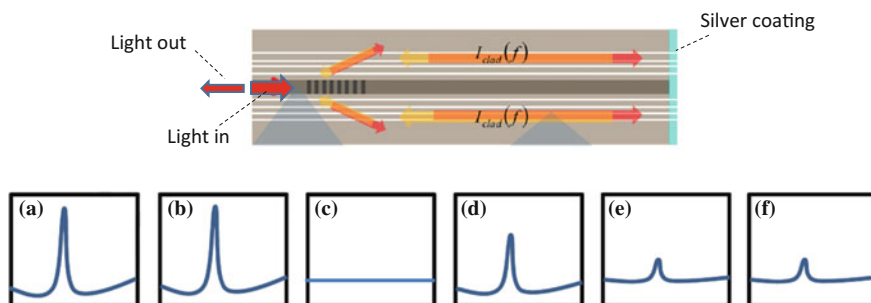 Silver coating
Light out
I_clad(f)
Light in
I_clad(f)
(a) (b) (c) (d) (e) (f)